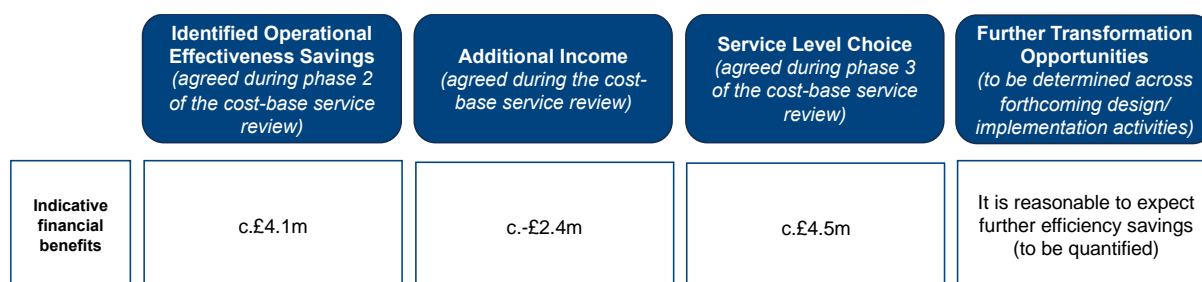 Identified Operational
Effectiveness Savings
(agreed during phase 2
of the cost-base service
review)
Additional Income
(agreed during the cost-
base service review)
Service Level Choice
(agreed during phase 3
of the cost-base service
review)
Further Transformation
Opportunities
(to be determined across
forthcoming design/
implementation activities)
Indicative
financial
benefits
c.£4.1m
c.-£2.4m
c.£4.5m
It is reasonable to expect
further efficiency savings
(to be quantified)